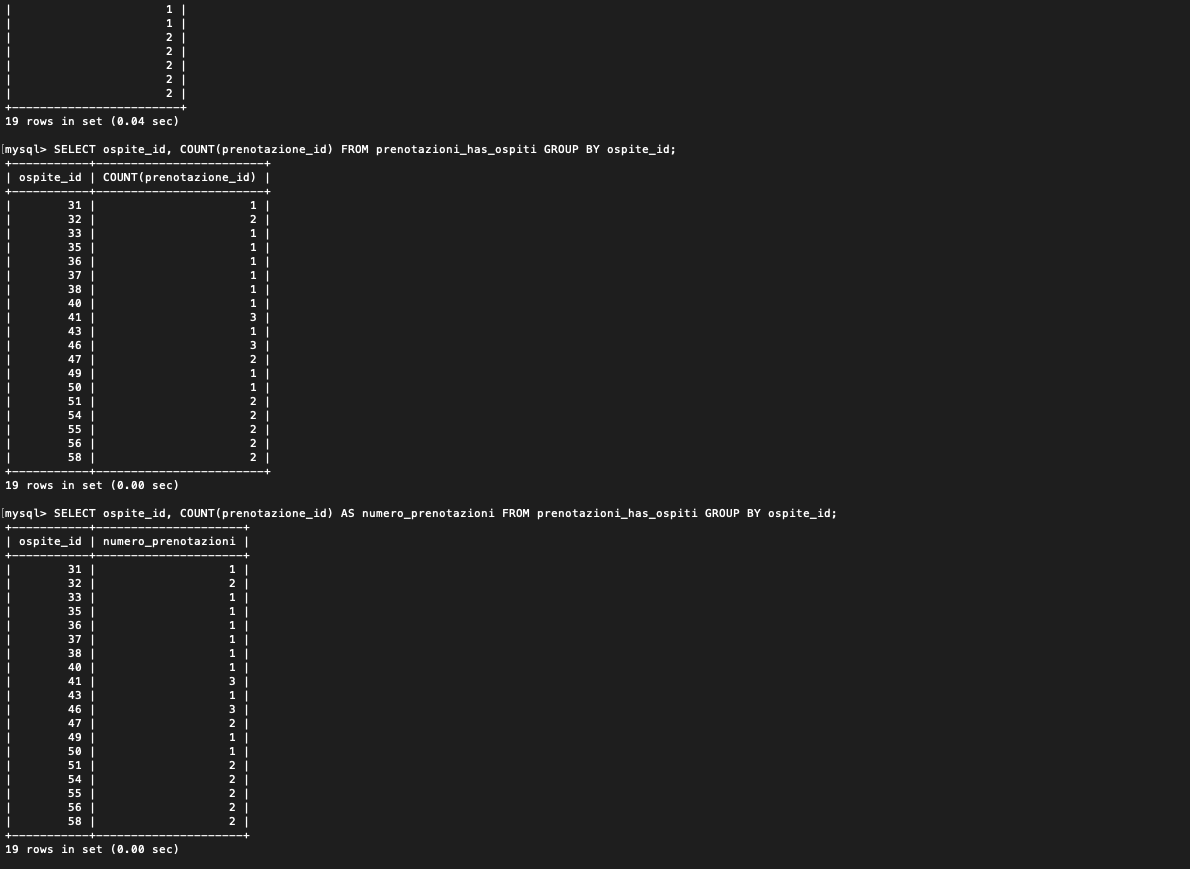 |                      1 |
|                      1 |
|                      2 |
|                      2 |
|                      2 |
|                      2 |
|                      2 |
+------------------------+
19 rows in set (0.04 sec)
[mysql> SELECT ospite_id, COUNT(prenotazione_id) FROM prenotazioni_has_ospiti GROUP BY ospite_id;
+-----------+------------------------+
| ospite_id | COUNT(prenotazione_id) |
+-----------+------------------------+
|        31 |                      1 |
|        32 |                      2 |
|        33 |                      1 |
|        35 |                      1 |
|        36 |                      1 |
|        37 |                      1 |
|        38 |                      1 |
|        40 |                      1 |
|        41 |                      3 |
|        43 |                      1 |
|        46 |                      3 |
|        47 |                      2 |
|        49 |                      1 |
|        50 |                      1 |
|        51 |                      2 |
|        54 |                      2 |
|        55 |                      2 |
|        56 |                      2 |
|        58 |                      2 |
+-----------+------------------------+
19 rows in set (0.00 sec)
[mysql> SELECT ospite_id, COUNT(prenotazione_id) AS numero_prenotazioni FROM prenotazioni_has_ospiti GROUP BY ospite_id;
+-----------+---------------------+
| ospite_id | numero_prenotazioni |
+-----------+---------------------+
|        31 |                   1 |
|        32 |                   2 |
|        33 |                   1 |
|        35 |                   1 |
|        36 |                   1 |
|        37 |                   1 |
|        38 |                   1 |
|        40 |                   1 |
|        41 |                   3 |
|        43 |                   1 |
|        46 |                   3 |
|        47 |                   2 |
|        49 |                   1 |
|        50 |                   1 |
|        51 |                   2 |
|        54 |                   2 |
|        55 |                   2 |
|        56 |                   2 |
|        58 |                   2 |
+-----------+---------------------+
19 rows in set (0.00 sec)